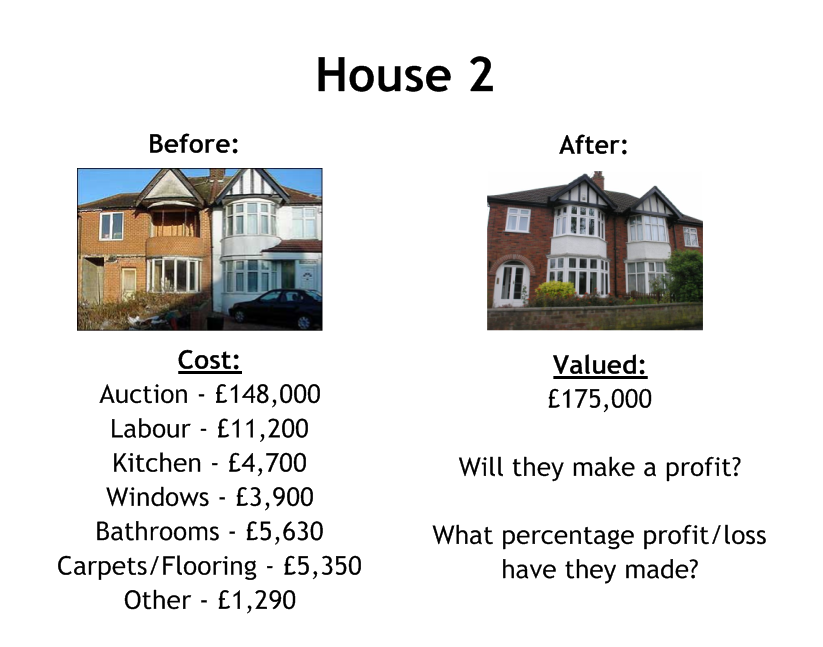 House 2
Before:
Cost:
Auction - £148,000
Labour - £11,200
Kitchen - £4,700
Windows - £3,900
Bathrooms - £5,630
Carpets/Flooring - £5,350
Other - £1,290
After:
Valued:
£175,000
Will they make a profit?
What percentage profit/loss
have they made?